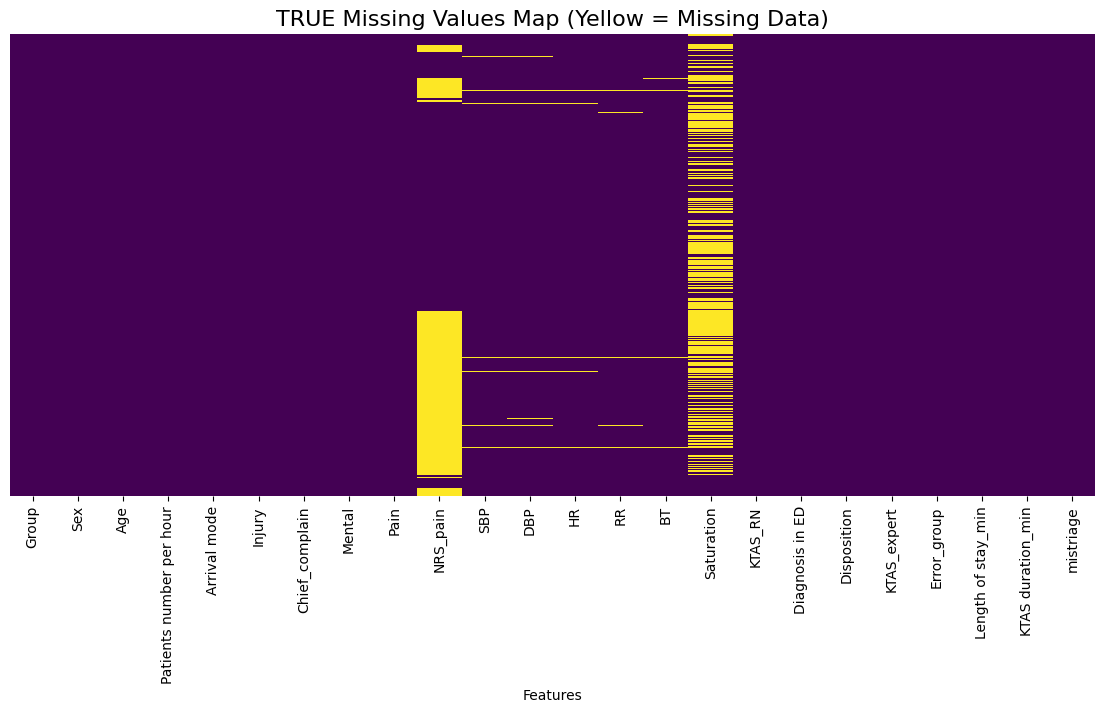 TRUE Missing Values Map (Yellow = Missing Data)
Group
Sex
Age
Patients number per hour
Arrival mode
Injury
Chief_complain
Mental
Pain
NRS_pain
SBP
DBP
HR
RR
BT
Saturation
KTAS_RN
Diagnosis in ED
Disposition
KTAS_expert
Error_group
Length of stay_min
KTAS duration_min
mistriage
Features